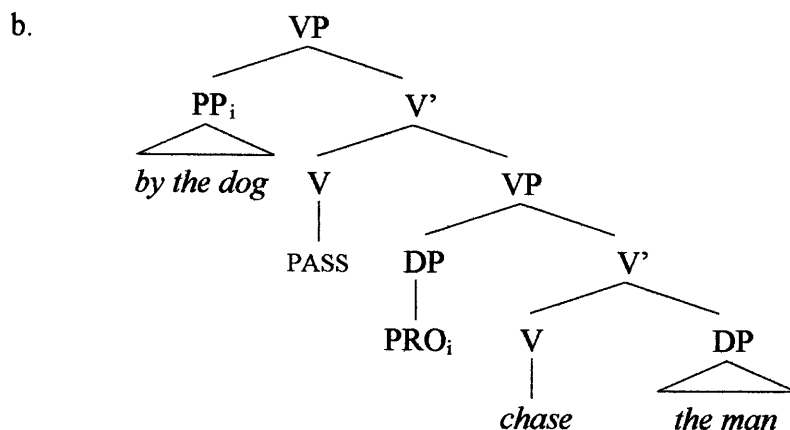 b.
VP
PPi V'
by the dog V VP
PASS DP V'
PROi V DP
chase the man